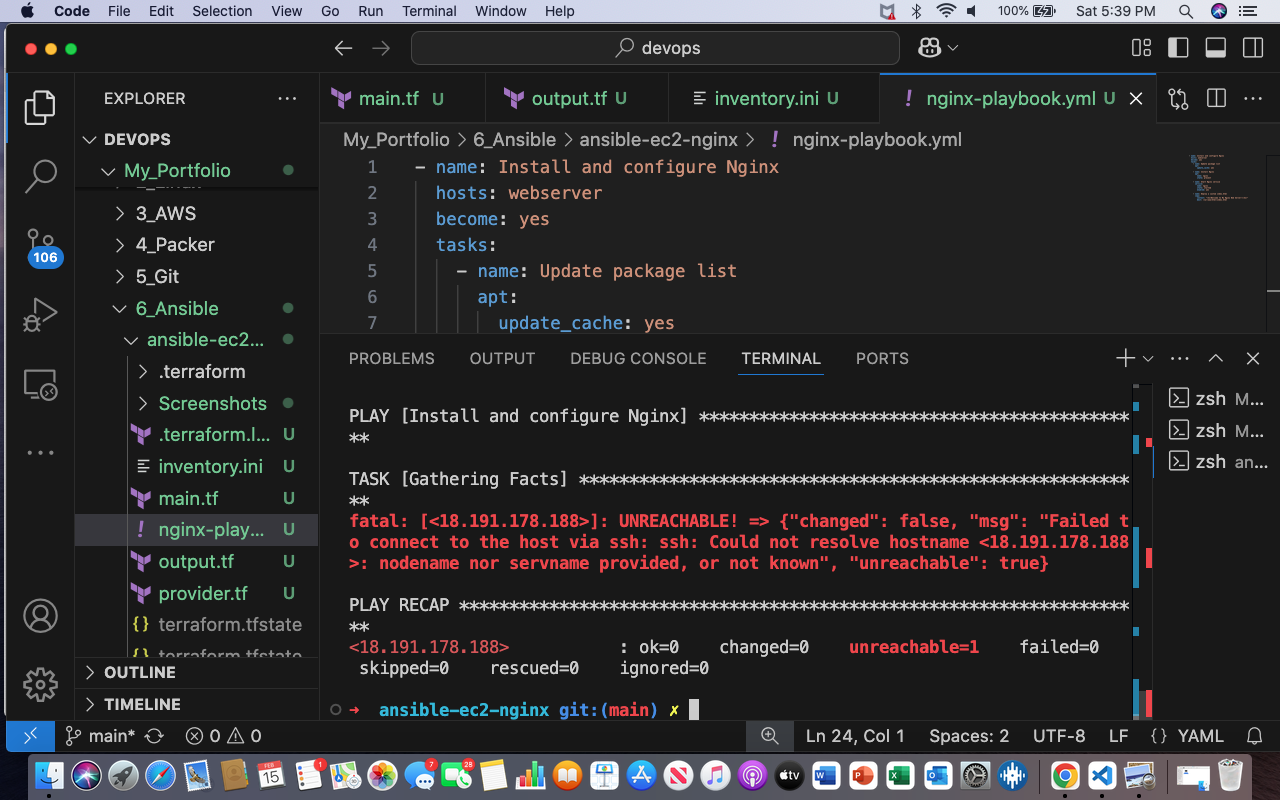 Code File Edit Selection View Go Run Terminal Window Help 100% Sat 5:39 PM
devops
EXPLORER
main.tf U output.tf U inventory.ini U ! nginx-playbook.yml U
DEVOPS
My_Portfolio
3_AWS
4_Packer
5_Git
6_Ansible
ansible-ec2...
.terraform
Screenshots
.terraform.l... U
inventory.ini U
main.tf U
! nginx-play... U
output.tf U
provider.tf U
{} terraform.tfstate
OUTLINE
TIMELINE
106
My_Portfolio > 6_Ansible > ansible-ec2-nginx > ! nginx-playbook.yml
1 - name: Install and configure Nginx
2 hosts: webserver
3 become: yes
4 tasks:
5 - name: Update package list
6 apt:
7 update_cache: yes
PROBLEMS OUTPUT DEBUG CONSOLE TERMINAL PORTS
zsh M...
zsh M...
zsh an...
PLAY [Install and configure Nginx] ******************************************
**
TASK [Gathering Facts] ******************************************************
**
fatal: [<18.191.178.188>]: UNREACHABLE! => {"changed": false, "msg": "Failed t
o connect to the host via ssh: ssh: Could not resolve hostname <18.191.178.188
>: nodename nor servname provided, or not known", "unreachable": true}
PLAY RECAP ******************************************************************
**
<18.191.178.188> : ok=0 changed=0 unreachable=1 failed=0
skipped=0 rescued=0 ignored=0
➜ ansible-ec2-nginx git:(main) ✗
main* 0 0 Ln 24, Col 1 Spaces: 2 UTF-8 LF {} YAML
FEB 15 1 7 28 tv W P X